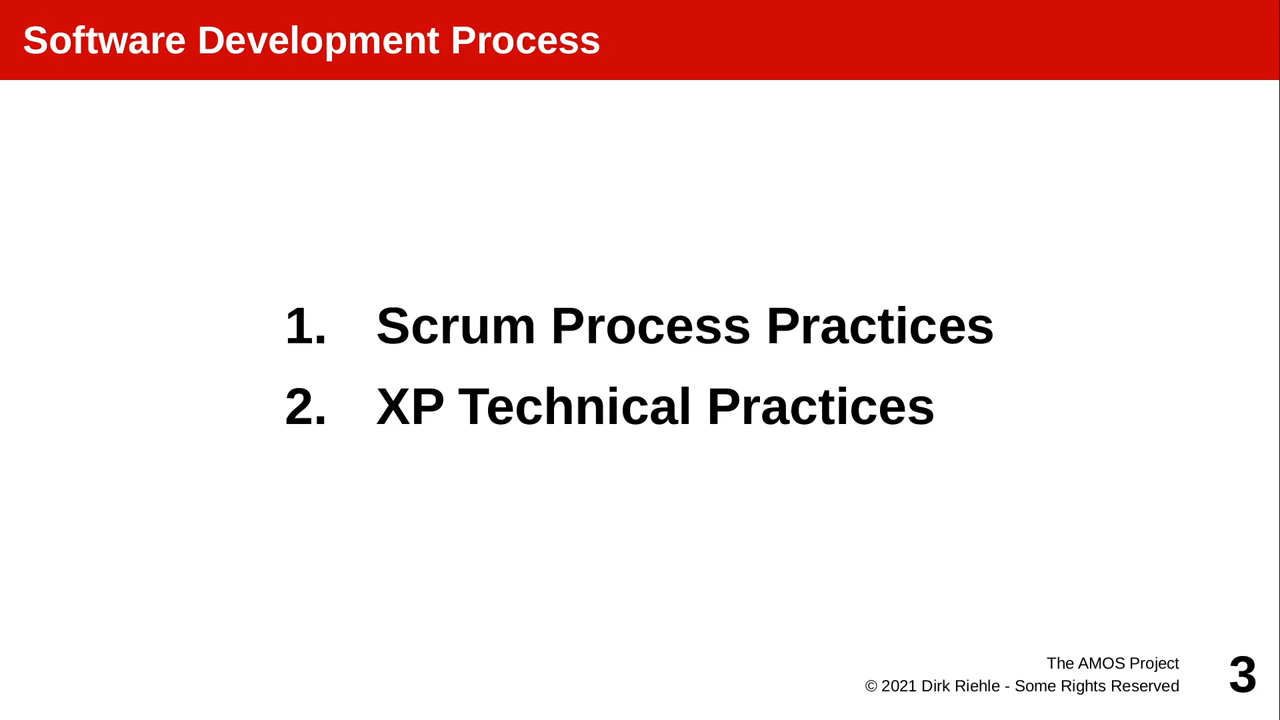 Software Development Process
1. Scrum Process Practices
2. XP Technical Practices
The AMOS Project
© 2021 Dirk Riehle - Some Rights Reserved
3